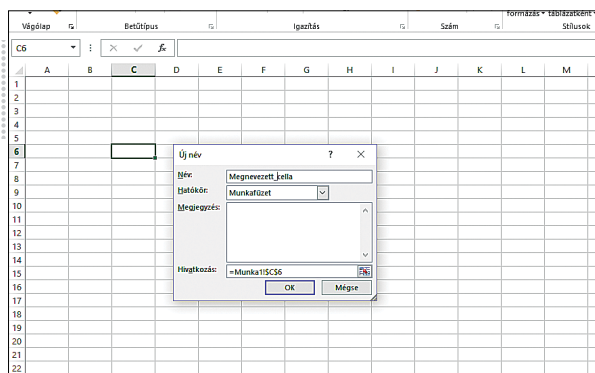 formázás táblázatként
Vágólap Betűtípus Igazítás Szám Stílusok
C6 fx
A B C D E F G H I J K L M
1
2
3
4
5
6
7
8
9
10
11
12
13
14
15
16
17
18
19
20
21
22
Új név ?
Név: Megnevezett_cella
Hatókör: Munkafüzet
Megjegyzés:
Hivatkozás: =Munka1!$C$6
OK Mégse